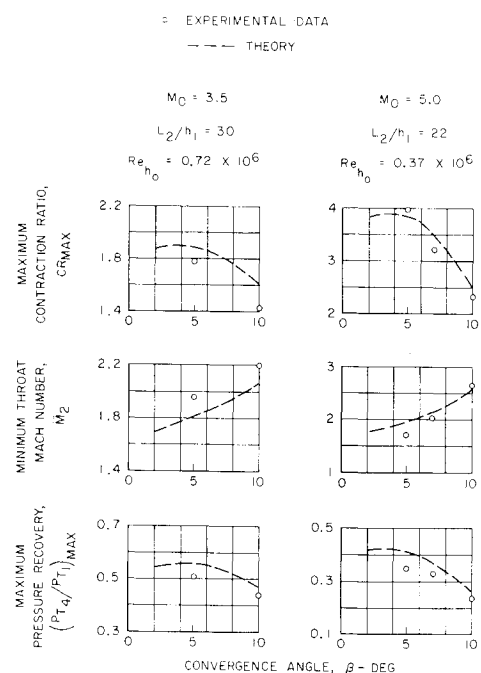 ○ EXPERIMENTAL DATA
--- THEORY
M0 = 3.5
L2/h1 = 30
Reh0 = 0.72 X 10^6
M0 = 5.0
L2/h1 = 22
Reh0 = 0.37 X 10^6
MAXIMUM
CONTRACTION RATIO,
CRMAX
2.2
1.8
1.4
0 5 10
4
3
2
0 5 10
MINIMUM THROAT
MACH NUMBER,
M2
2.2
1.8
1.4
0 5 10
3
2
1
0 5 10
MAXIMUM
PRESSURE RECOVERY,
(PT4/PT1)MAX
0.7
0.5
0.3
0 5 10
0.5
0.3
0.1
0 5 10
CONVERGENCE ANGLE, β-DEG